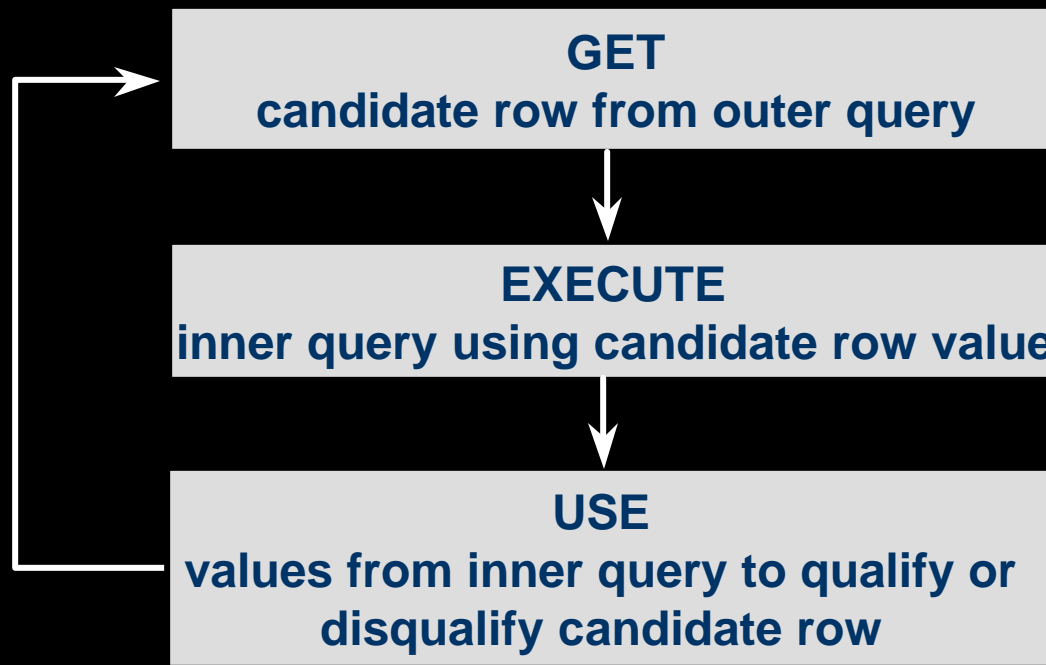 GET
candidate row from outer query
EXECUTE
inner query using candidate row value
USE
values from inner query to qualify or
disqualify candidate row